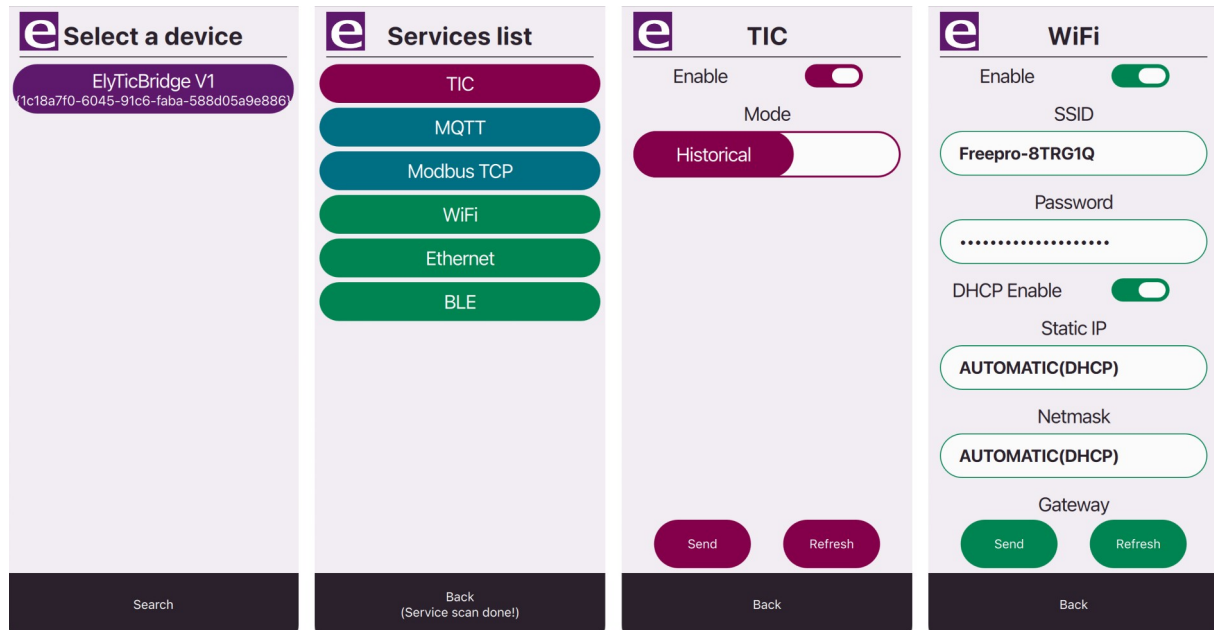 e Select a device
ElyTicBridge V1
{1c18a7f0-6045-91c6-faba-588d05a9e886}
Search
e Services list
TIC
MQTT
Modbus TCP
WiFi
Ethernet
BLE
Back
(Service scan done!)
e TIC
Enable
Mode
Historical
Send Refresh
Back
e WiFi
Enable
SSID
Freepro-8TRG1Q
Password
••••••••••••••••••••
DHCP Enable
Static IP
AUTOMATIC(DHCP)
Netmask
AUTOMATIC(DHCP)
Gateway
Send Refresh
Back